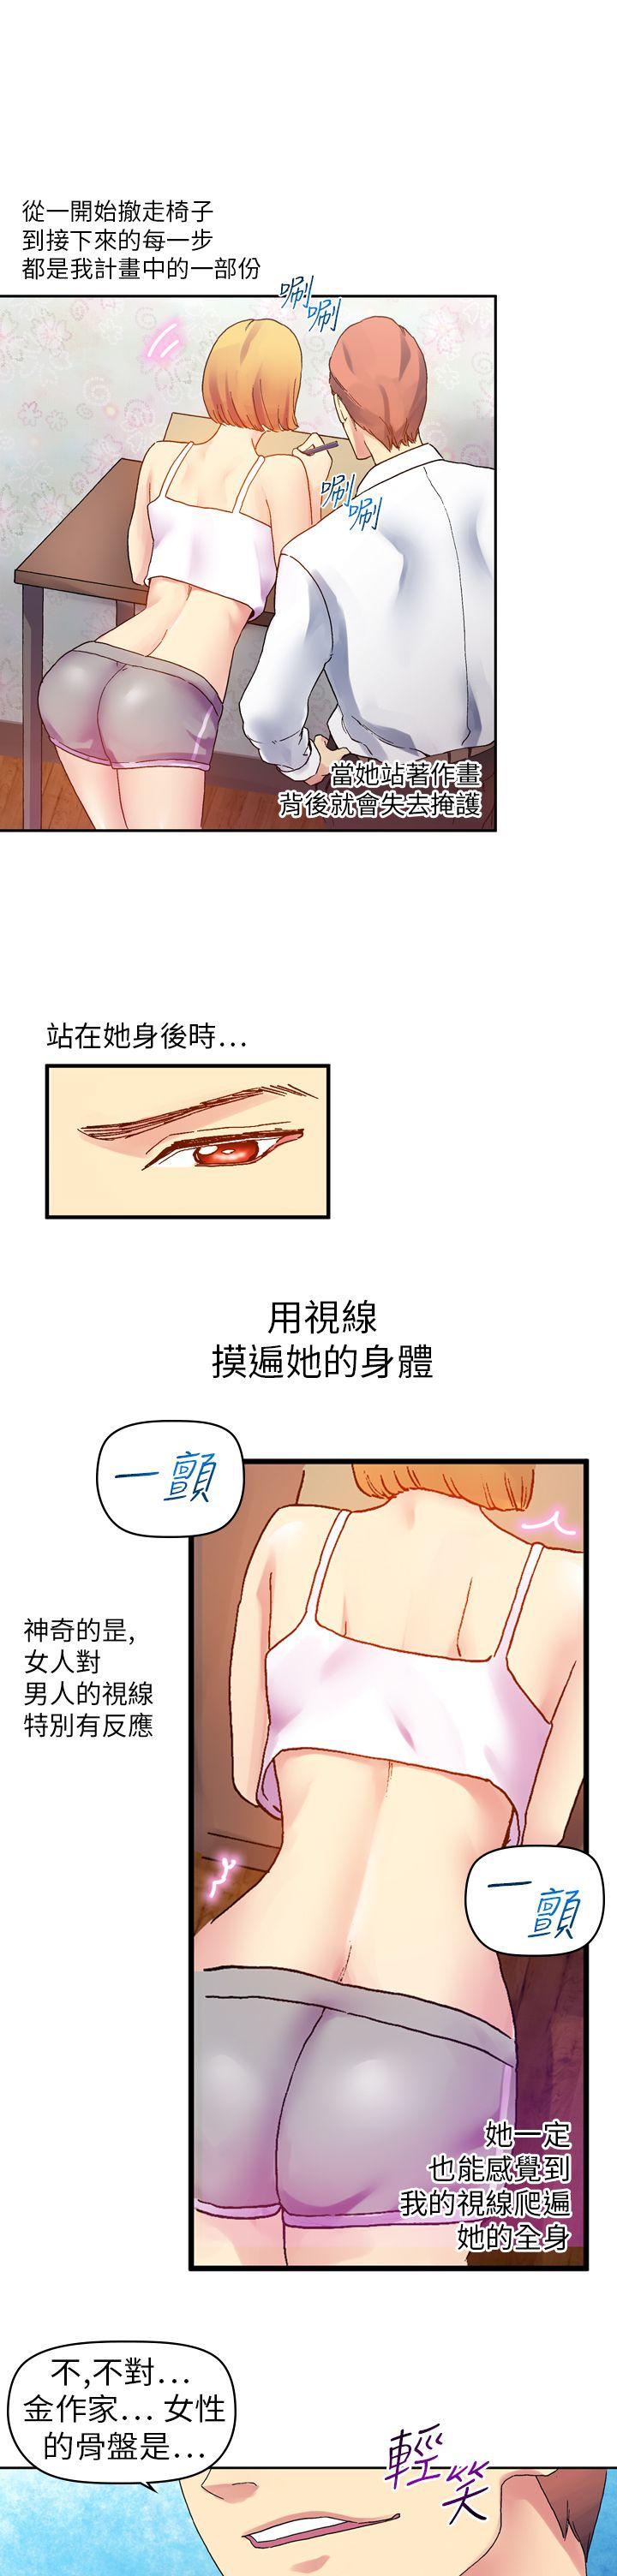 從一開始撤走椅子
到接下來的每一步
都是我計畫中的一部份
唰
唰
唰
唰
當她站著作畫
背後就會失去掩護
站在她身後時...
用視線
摸遍她的身體
一顫
神奇的是,
女人對
男人的視線
特別有反應
一顫
她一定
也能感覺到
我的視線爬遍
她的全身
不,不對...
金作家... 女性
的骨盤是...
輕
笑